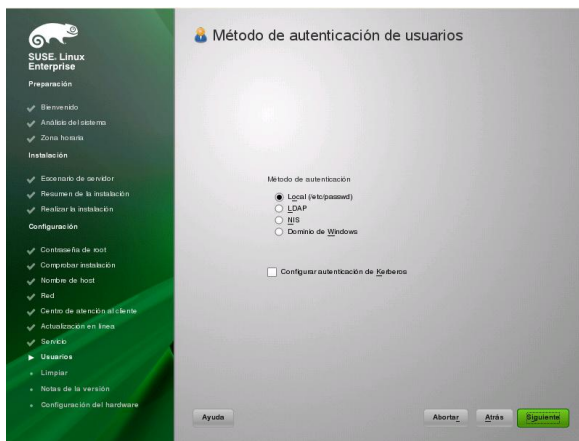 SUSE. Linux
Enterprise
Preparación
Bienvenido
Análisis del sistema
Zona horaria
Instalación
Escenario de servidor
Resumen de la instalación
Realizar la instalación
Configuración
Contraseña de root
Comprobar instalación
Nombre de host
Red
Centro de atención al cliente
Actualización en línea
Servicio
Usuarios
Limpiar
Notas de la versión
Configuración del hardware
Método de autenticación de usuarios
Método de autenticación
Local (/etc/passwd)
LDAP
NIS
Dominio de Windows
Configurar autenticación de Kerberos
Ayuda
Abortar
Atrás
Siguiente